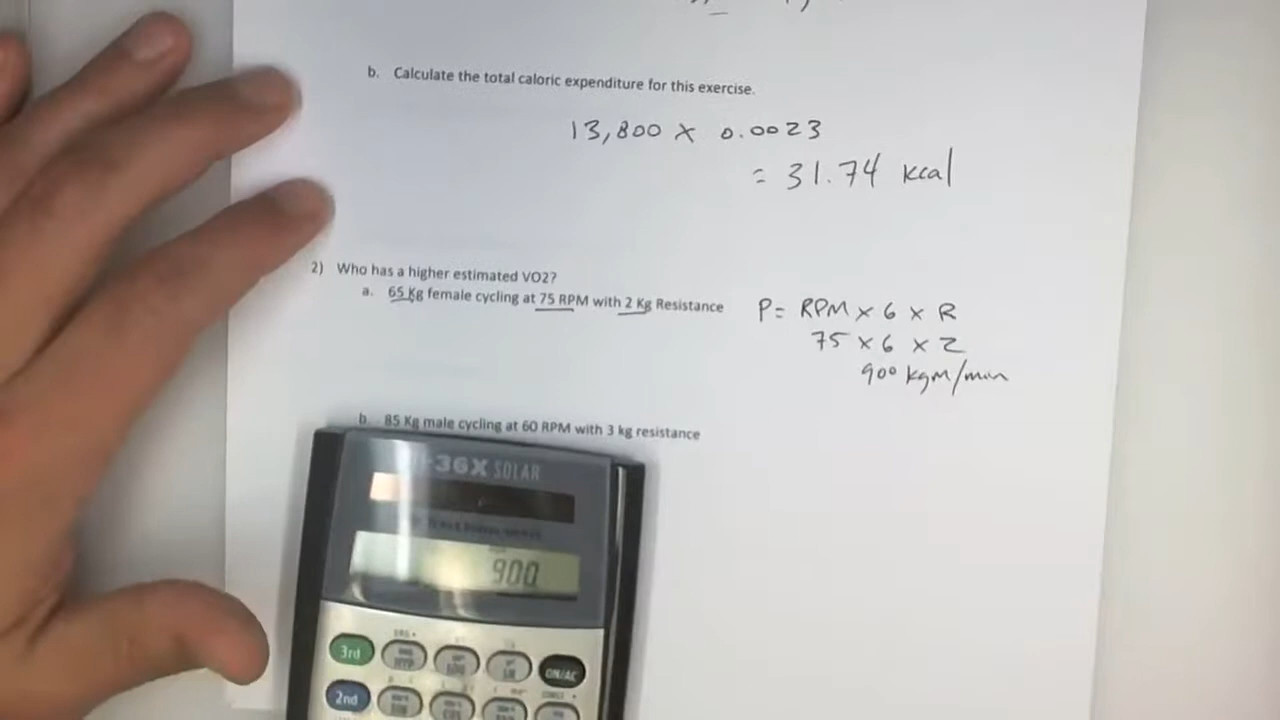 b. Calculate the total caloric expenditure for this exercise.
13,800 x 0.0023
= 31.74 kcal
2) Who has a higher estimated VO2?
a. 65 Kg female cycling at 75 RPM with 2 Kg Resistance
P = RPM x 6 x R
75 x 6 x 2
900 kgm/min
b. 85 Kg male cycling at 60 RPM with 3 kg resistance
-36X SOLAR
900
3rd
ON/AC
2nd